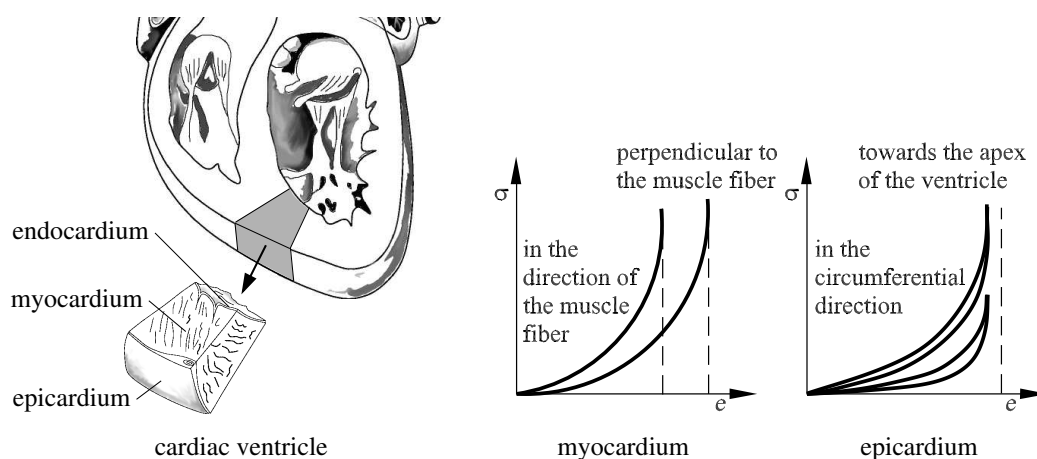 endocardium
myocardium
epicardium
cardiac ventricle
σ
perpendicular to
the muscle fiber
in the
direction of
the muscle
fiber
e
myocardium
σ
towards the apex
of the ventricle
in the
circumferential
direction
e
epicardium